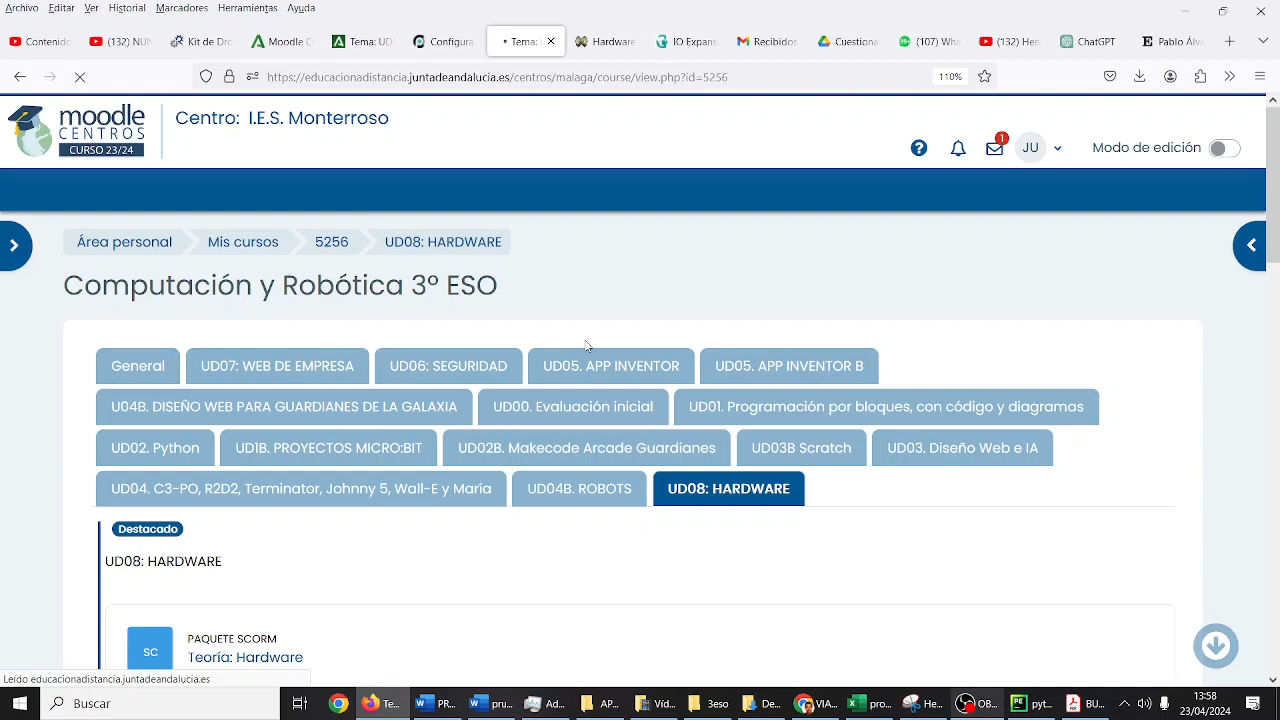 Archivo Editar Ver Historial Marcadores Herramientas Ayuda
Contenido (132) NUN Kit de Dro Moodle C Tema UD Configura Tema: Hardware IO Expan Recibidos Cuestiona (107) Wha (132) Her ChatGPT Pablo Álva
https://educacionadistancia.juntadeandalucia.es/centros/malaga/course/view.php?id=5256 110%
moodle
CENTROS
CURSO 23/24
Centro: I.E.S. Monterroso
1
JU Modo de edición
Área personal Mis cursos 5256 UD08: HARDWARE
Computación y Robótica 3º ESO
General UD07: WEB DE EMPRESA UD06: SEGURIDAD UD05. APP INVENTOR UD05. APP INVENTOR B
U04B. DISEÑO WEB PARA GUARDIANES DE LA GALAXIA UD00. Evaluación inicial UD01. Programación por bloques, con código y diagramas
UD02. Python UD1B. PROYECTOS MICRO:BIT UD02B. Makecode Arcade Guardianes UD03B Scratch UD03. Diseño Web e IA
UD04. C3-PO, R2D2, Terminator, Johnny 5, Wall-E y María UD04B. ROBOTS UD08: HARDWARE
Destacado
UD08: HARDWARE
SC
PAQUETE SCORM
Teoría: Hardware
Leído educacionadistancia.juntadeandalucia.es
Buscar Te... PR... pru... Ad... AP... Vid... 3eso De... VIA... pro... He... OB... pyt... BU... 13:58
23/04/2024